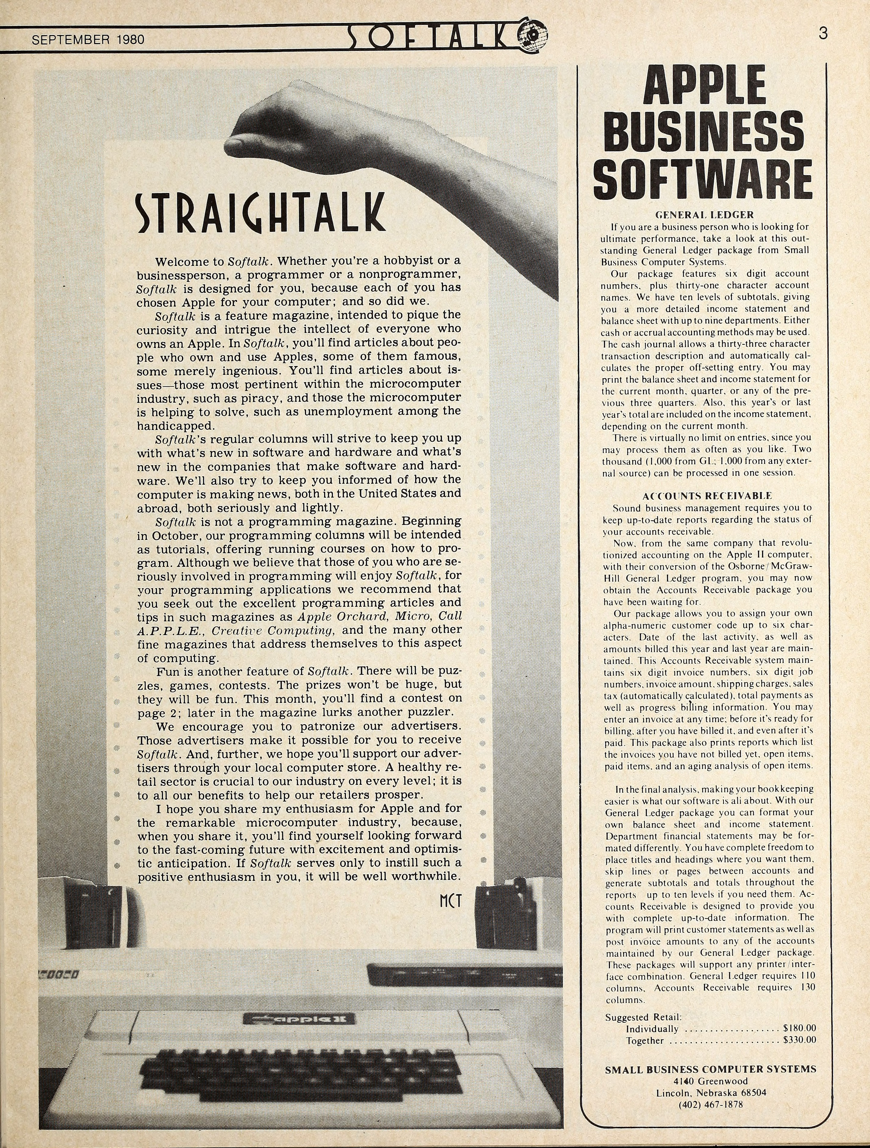 SEPTEMBER 1980
SOFTALK
3
STRAIGHTALK
Welcome to Softalk. Whether you're a hobbyist or a
businessperson, a programmer or a nonprogrammer,
Softalk is designed for you, because each of you has
chosen Apple for your computer; and so did we.
Softalk is a feature magazine, intended to pique the
curiosity and intrigue the intellect of everyone who
owns an Apple. In Softalk, you'll find articles about peo-
ple who own and use Apples, some of them famous,
some merely ingenious. You'll find articles about is-
sues—those most pertinent within the microcomputer
industry, such as piracy, and those the microcomputer
is helping to solve, such as unemployment among the
handicapped.
Softalk's regular columns will strive to keep you up
with what's new in software and hardware and what's
new in the companies that make software and hard-
ware. We'll also try to keep you informed of how the
computer is making news, both in the United States and
abroad, both seriously and lightly.
Softalk is not a programming magazine. Beginning
in October, our programming columns will be intended
as tutorials, offering running courses on how to pro-
gram. Although we believe that those of you who are se-
riously involved in programming will enjoy Softalk, for
your programming applications we recommend that
you seek out the excellent programming articles and
tips in such magazines as Apple Orchard, Micro, Call
A.P.P.L.E., Creative Computing, and the many other
fine magazines that address themselves to this aspect
of computing.
Fun is another feature of Softalk. There will be puz-
zles, games, contests. The prizes won't be huge, but
they will be fun. This month, you'll find a contest on
page 2; later in the magazine lurks another puzzler.
We encourage you to patronize our advertisers.
Those advertisers make it possible for you to receive
Softalk. And, further, we hope you'll support our adver-
tisers through your local computer store. A healthy re-
tail sector is crucial to our industry on every level; it is
to all our benefits to help our retailers prosper.
I hope you share my enthusiasm for Apple and for
the remarkable microcomputer industry, because,
when you share it, you'll find yourself looking forward
to the fast-coming future with excitement and optimis-
tic anticipation. If Softalk serves only to instill such a
positive enthusiasm in you, it will be well worthwhile.
MCT
apple ][
APPLE
BUSINESS
SOFTWARE
GENERAL LEDGER
If you are a business person who is looking for
ultimate performance, take a look at this out-
standing General Ledger package from Small
Business Computer Systems.
Our package features six digit account
numbers, plus thirty-one character account
names. We have ten levels of subtotals, giving
you a more detailed income statement and
balance sheet with up to nine departments. Either
cash or accrual accounting methods may be used.
The cash journal allows a thirty-three character
transaction description and automatically cal-
culates the proper off-setting entry. You may
print the balance sheet and income statement for
the current month, quarter, or any of the pre-
vious three quarters. Also, this year's or last
year's total are included on the income statement,
depending on the current month.
There is virtually no limit on entries, since you
may process them as often as you like. Two
thousand (1,000 from GL; 1,000 from any exter-
nal source) can be processed in one session.
ACCOUNTS RECEIVABLE
Sound business management requires you to
keep up-to-date reports regarding the status of
your accounts receivable.
Now, from the same company that revolu-
tionized accounting on the Apple II computer,
with their conversion of the Osborne/McGraw-
Hill General Ledger program, you may now
obtain the Accounts Receivable package you
have been waiting for.
Our package allows you to assign your own
alpha-numeric customer code up to six char-
acters. Date of the last activity, as well as
amounts billed this year and last year are main-
tained. This Accounts Receivable system main-
tains six digit invoice numbers, six digit job
numbers, invoice amount, shipping charges, sales
tax (automatically calculated), total payments as
well as progress billing information. You may
enter an invoice at any time; before it's ready for
billing, after you have billed it, and even after it's
paid. This package also prints reports which list
the invoices you have not billed yet, open items,
paid items, and an aging analysis of open items.
In the final analysis, making your bookkeeping
easier is what our software is all about. With our
General Ledger package you can format your
own balance sheet and income statement.
Department financial statements may be for-
mated differently. You have complete freedom to
place titles and headings where you want them,
skip lines or pages between accounts and
generate subtotals and totals throughout the
reports up to ten levels if you need them. Ac-
counts Receivable is designed to provide you
with complete up-to-date information. The
program will print customer statements as well as
post invoice amounts to any of the accounts
maintained by our General Ledger package.
These packages will support any printer/inter-
face combination. General Ledger requires 110
columns, Accounts Receivable requires 130
columns.
Suggested Retail:
Individually ................... $180.00
Together ...................... $330.00
SMALL BUSINESS COMPUTER SYSTEMS
4140 Greenwood
Lincoln, Nebraska 68504
(402) 467-1878